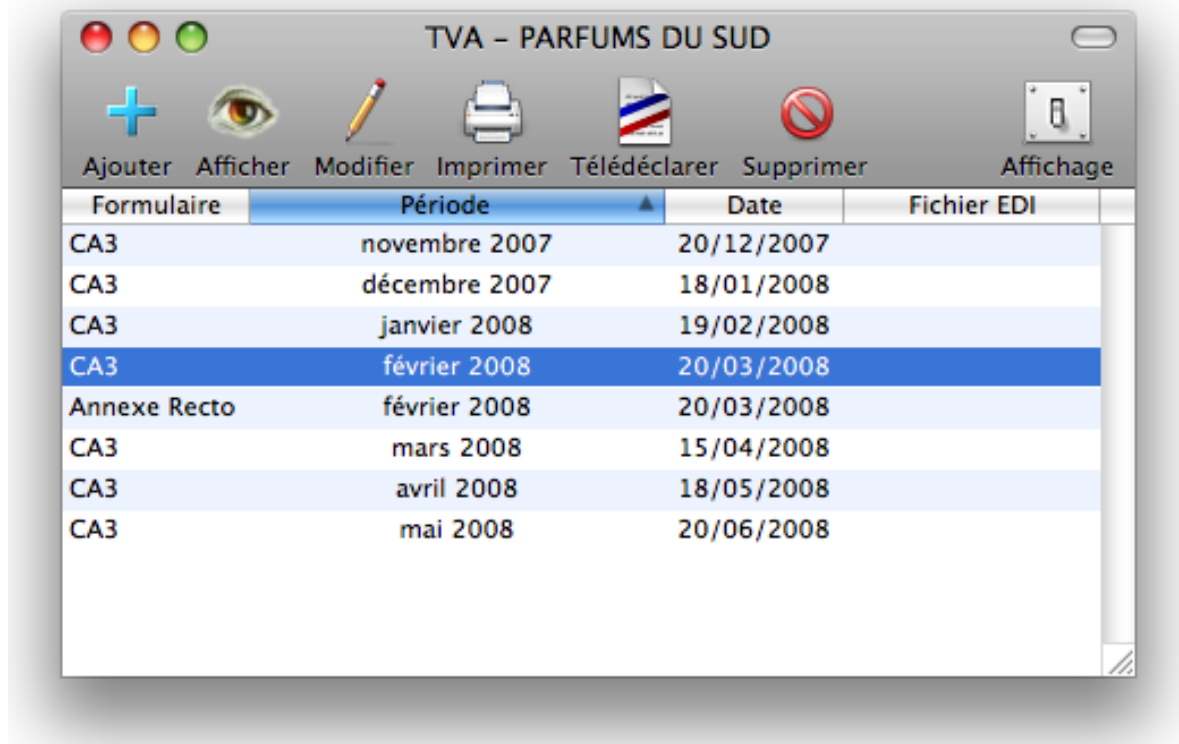 TVA – PARFUMS DU SUD
Ajouter Afficher Modifier Imprimer Télédéclarer Supprimer Affichage
Formulaire Période Date Fichier EDI
CA3 novembre 2007 20/12/2007
CA3 décembre 2007 18/01/2008
CA3 janvier 2008 19/02/2008
CA3 février 2008 20/03/2008
Annexe Recto février 2008 20/03/2008
CA3 mars 2008 15/04/2008
CA3 avril 2008 18/05/2008
CA3 mai 2008 20/06/2008